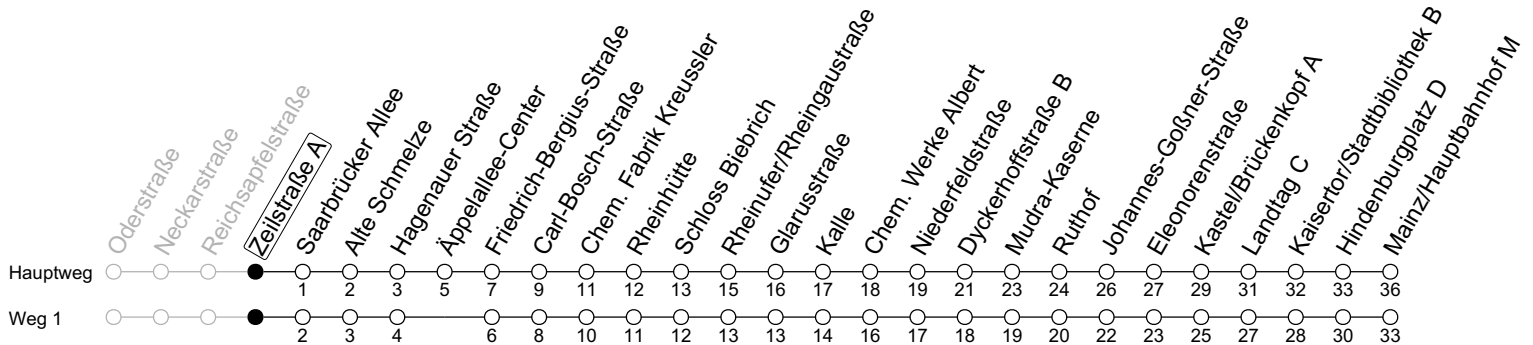 Oderstraße
Neckarstraße
Reichsapfelstraße
Zeilstraße A
Saarbrücker Allee
Alte Schmelze
Hagenauer Straße
Äppelallee-Center
Friedrich-Bergius-Straße
Carl-Bosch-Straße
Chem. Fabrik Kreussler
Rheinhütte
Schloss Biebrich
Rheinufer/Rheingaustraße
Glarusstraße
Kalle
Chem. Werke Albert
Niederfeldstraße
Dyckerhoffstraße B
Mudra-Kaserne
Ruthof
Johannes-Goßner-Straße
Eleonorenstraße
Kastel/Brückenkopf A
Landtag C
Kaisertor/Stadtbibliothek B
Hindenburgplatz D
Mainz/Hauptbahnhof M
Hauptweg
1 2 3 5 7 9 11 12 13 15 16 17 18 19 21 23 24 26 27 29 31 32 33 36
Weg 1
2 3 4 6 8 10 11 12 13 13 14 16 17 18 19 20 22 23 25 27 28 30 33